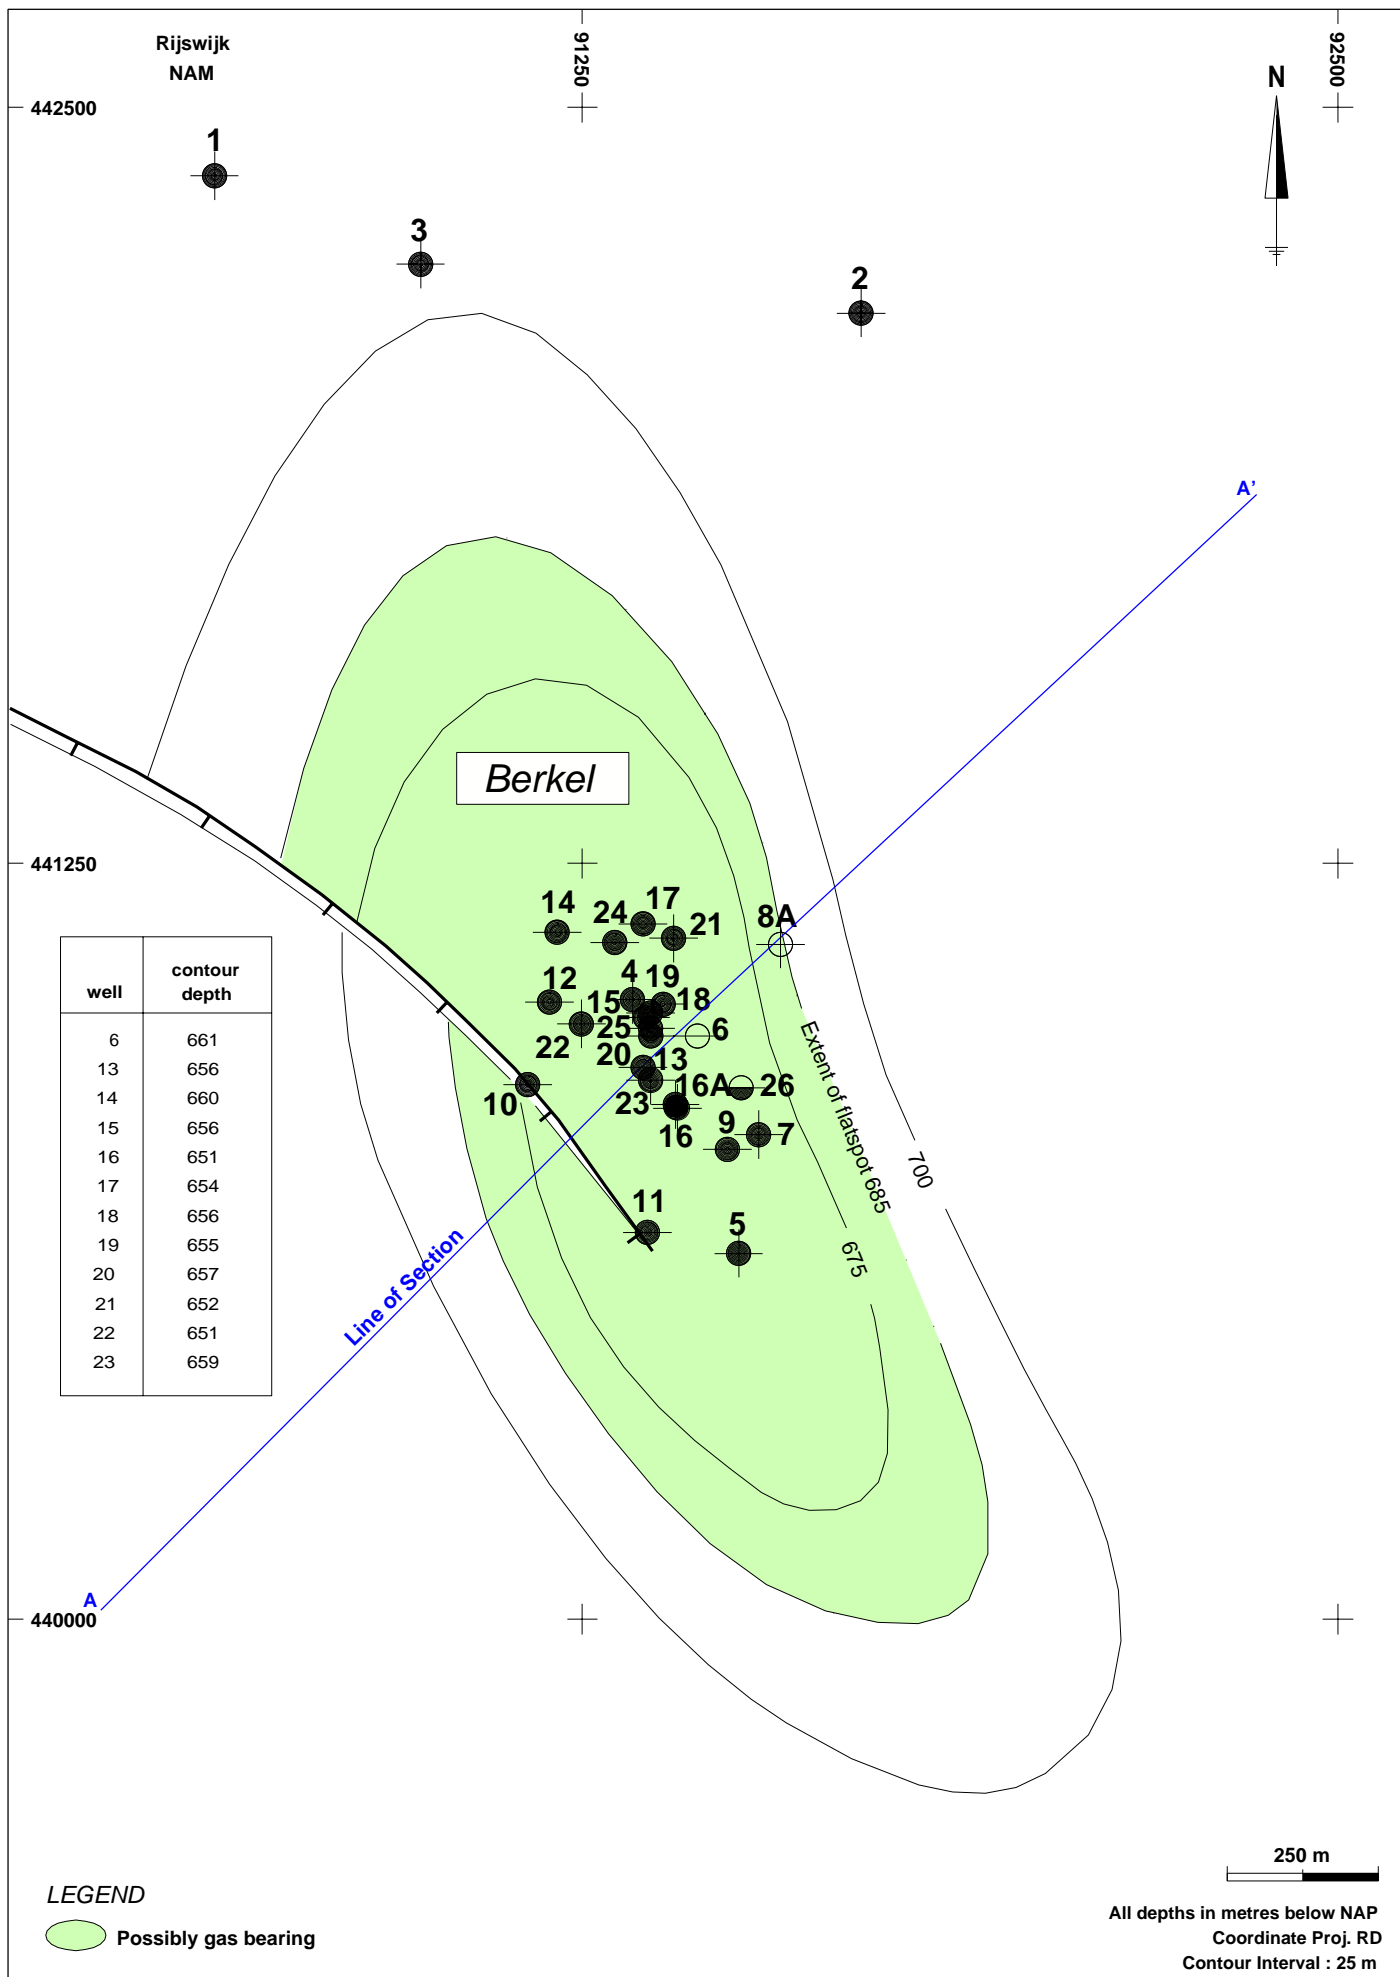 Rijswijk
NAM
91250
92500
N
442500
1
3
2
A'
Berkel
441250
14
24
17
21
8A
12
4
19
15
18
25
6
22
20
13
16A
26
10
23
16
9
7
11
5
Extent of flatspot 685
700
675
Line of Section
well
contour
depth
6 661
13 656
14 660
15 656
16 651
17 654
18 656
19 655
20 657
21 652
22 651
23 659
A
440000
250 m
LEGEND
Possibly gas bearing
All depths in metres below NAP
Coordinate Proj. RD
Contour Interval : 25 m